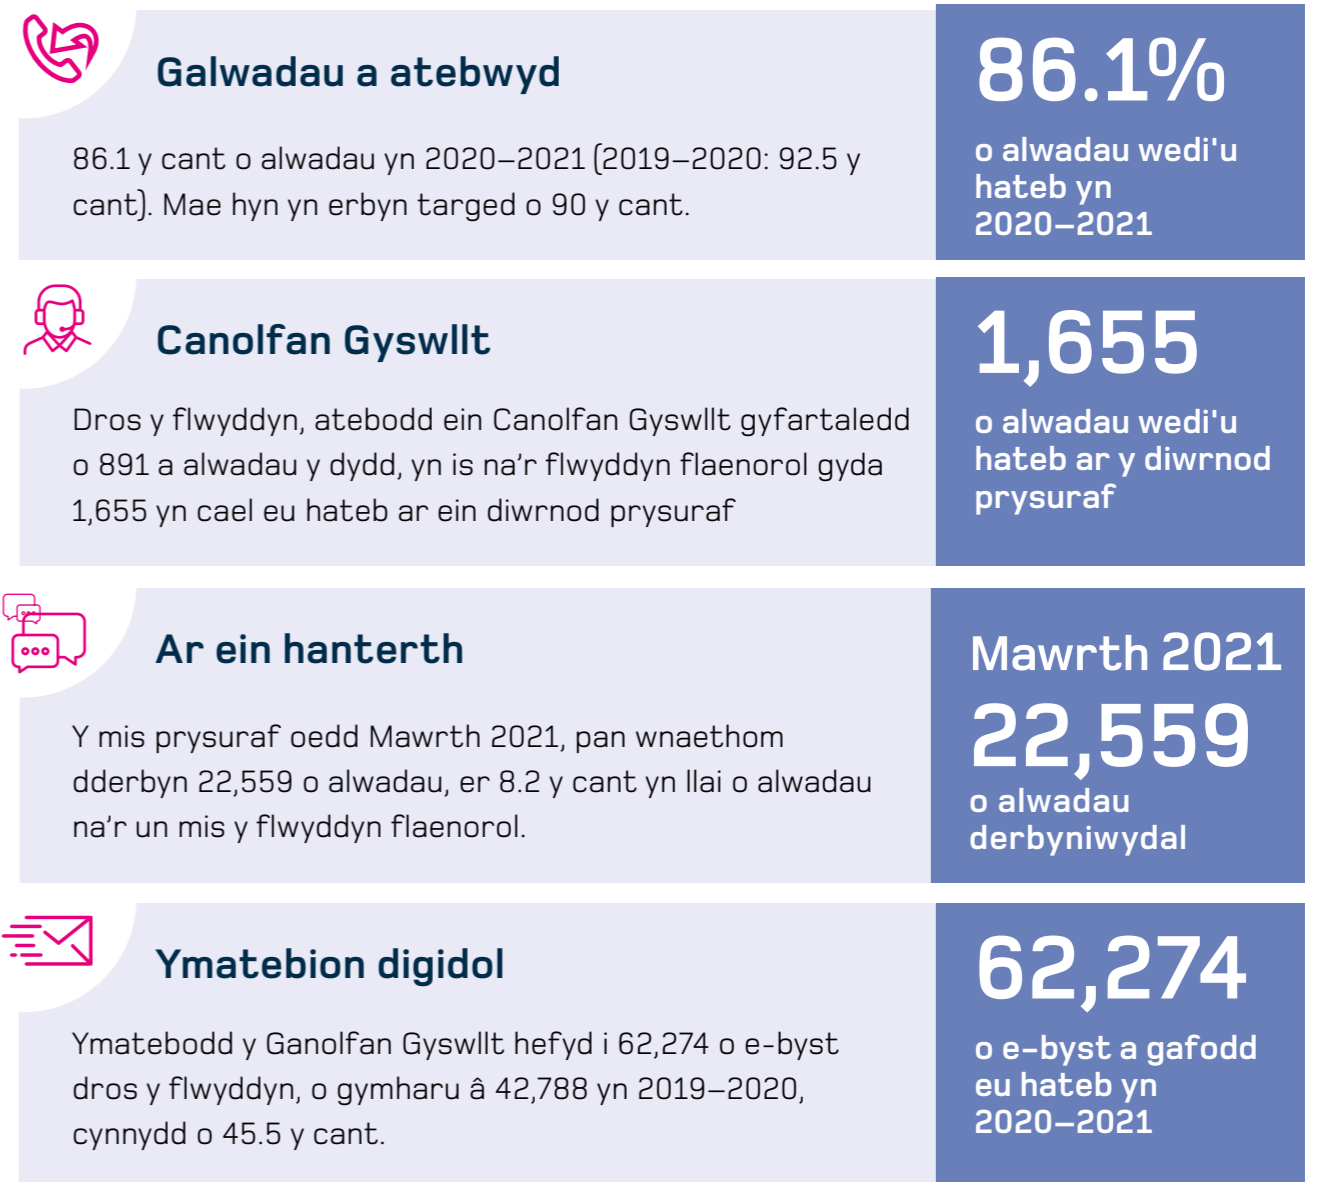 Galwadau a atebwyd
86.1 y cant o alwadau yn 2020–2021 (2019–2020: 92.5 y
cant). Mae hyn yn erbyn targed o 90 y cant.
86.1%
o alwadau wedi'u
hateb yn
2020–2021
Canolfan Gyswllt
Dros y flwyddyn, atebodd ein Canolfan Gyswllt gyfartaledd
o 891 a alwadau y dydd, yn is na’r flwyddyn flaenorol gyda
1,655 yn cael eu hateb ar ein diwrnod prysuraf
1,655
o alwadau wedi'u
hateb ar y diwrnod
prysuraf
Ar ein hanterth
Y mis prysuraf oedd Mawrth 2021, pan wnaethom
dderbyn 22,559 o alwadau, er 8.2 y cant yn llai o alwadau
na’r un mis y flwyddyn flaenorol.
Mawrth 2021
22,559
o alwadau
derbyniwydal
Ymatebion digidol
Ymatebodd y Ganolfan Gyswllt hefyd i 62,274 o e-byst
dros y flwyddyn, o gymharu â 42,788 yn 2019–2020,
cynnydd o 45.5 y cant.
62,274
o e-byst a gafodd
eu hateb yn
2020–2021